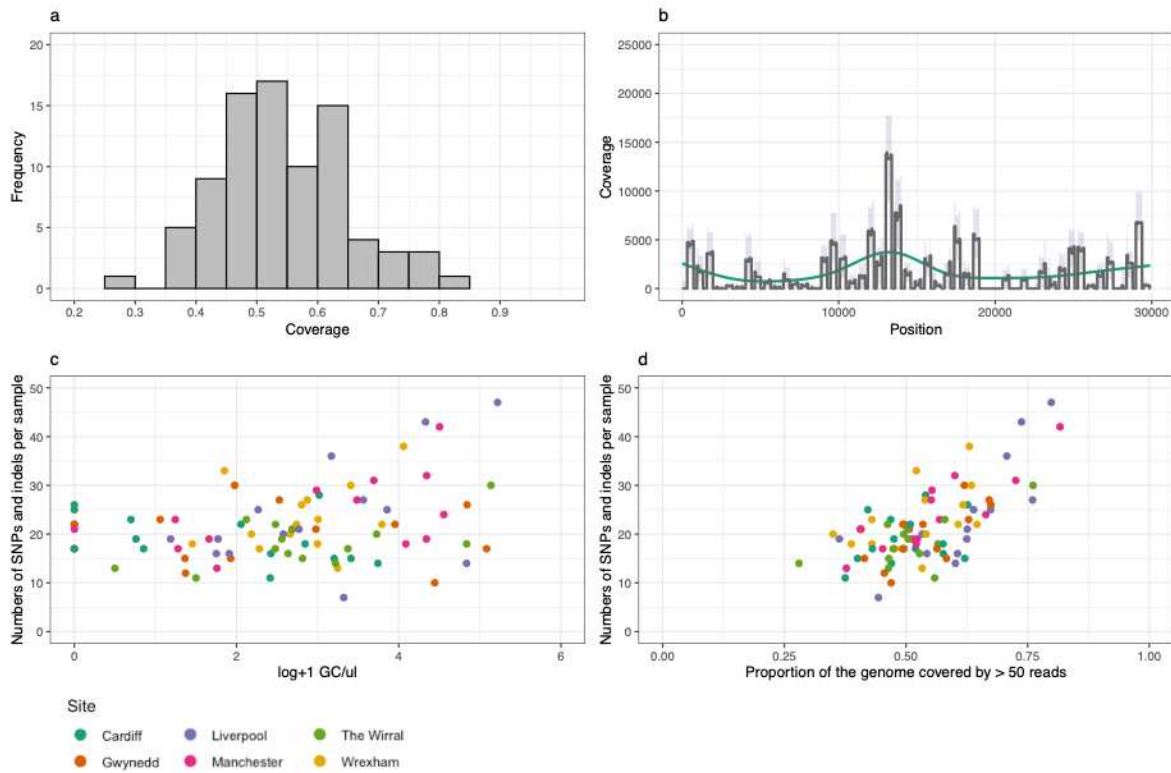 a
20
15
10
5
0
Frequency
0.2 0.3 0.4 0.5 0.6 0.7 0.8 0.9
Coverage
b
25000
20000
15000
10000
5000
0
Coverage
0 10000 20000 30000
Position
c
50
40
30
20
10
0
Numbers of SNPs and indels per sample
0 2 4 6
log+1 GC/ul
d
50
40
30
20
10
0
Numbers of SNPs and indels per sample
0.00 0.25 0.50 0.75 1.00
Proportion of the genome covered by > 50 reads
Site
Cardiff Liverpool The Wirral
Gwynedd Manchester Wrexham